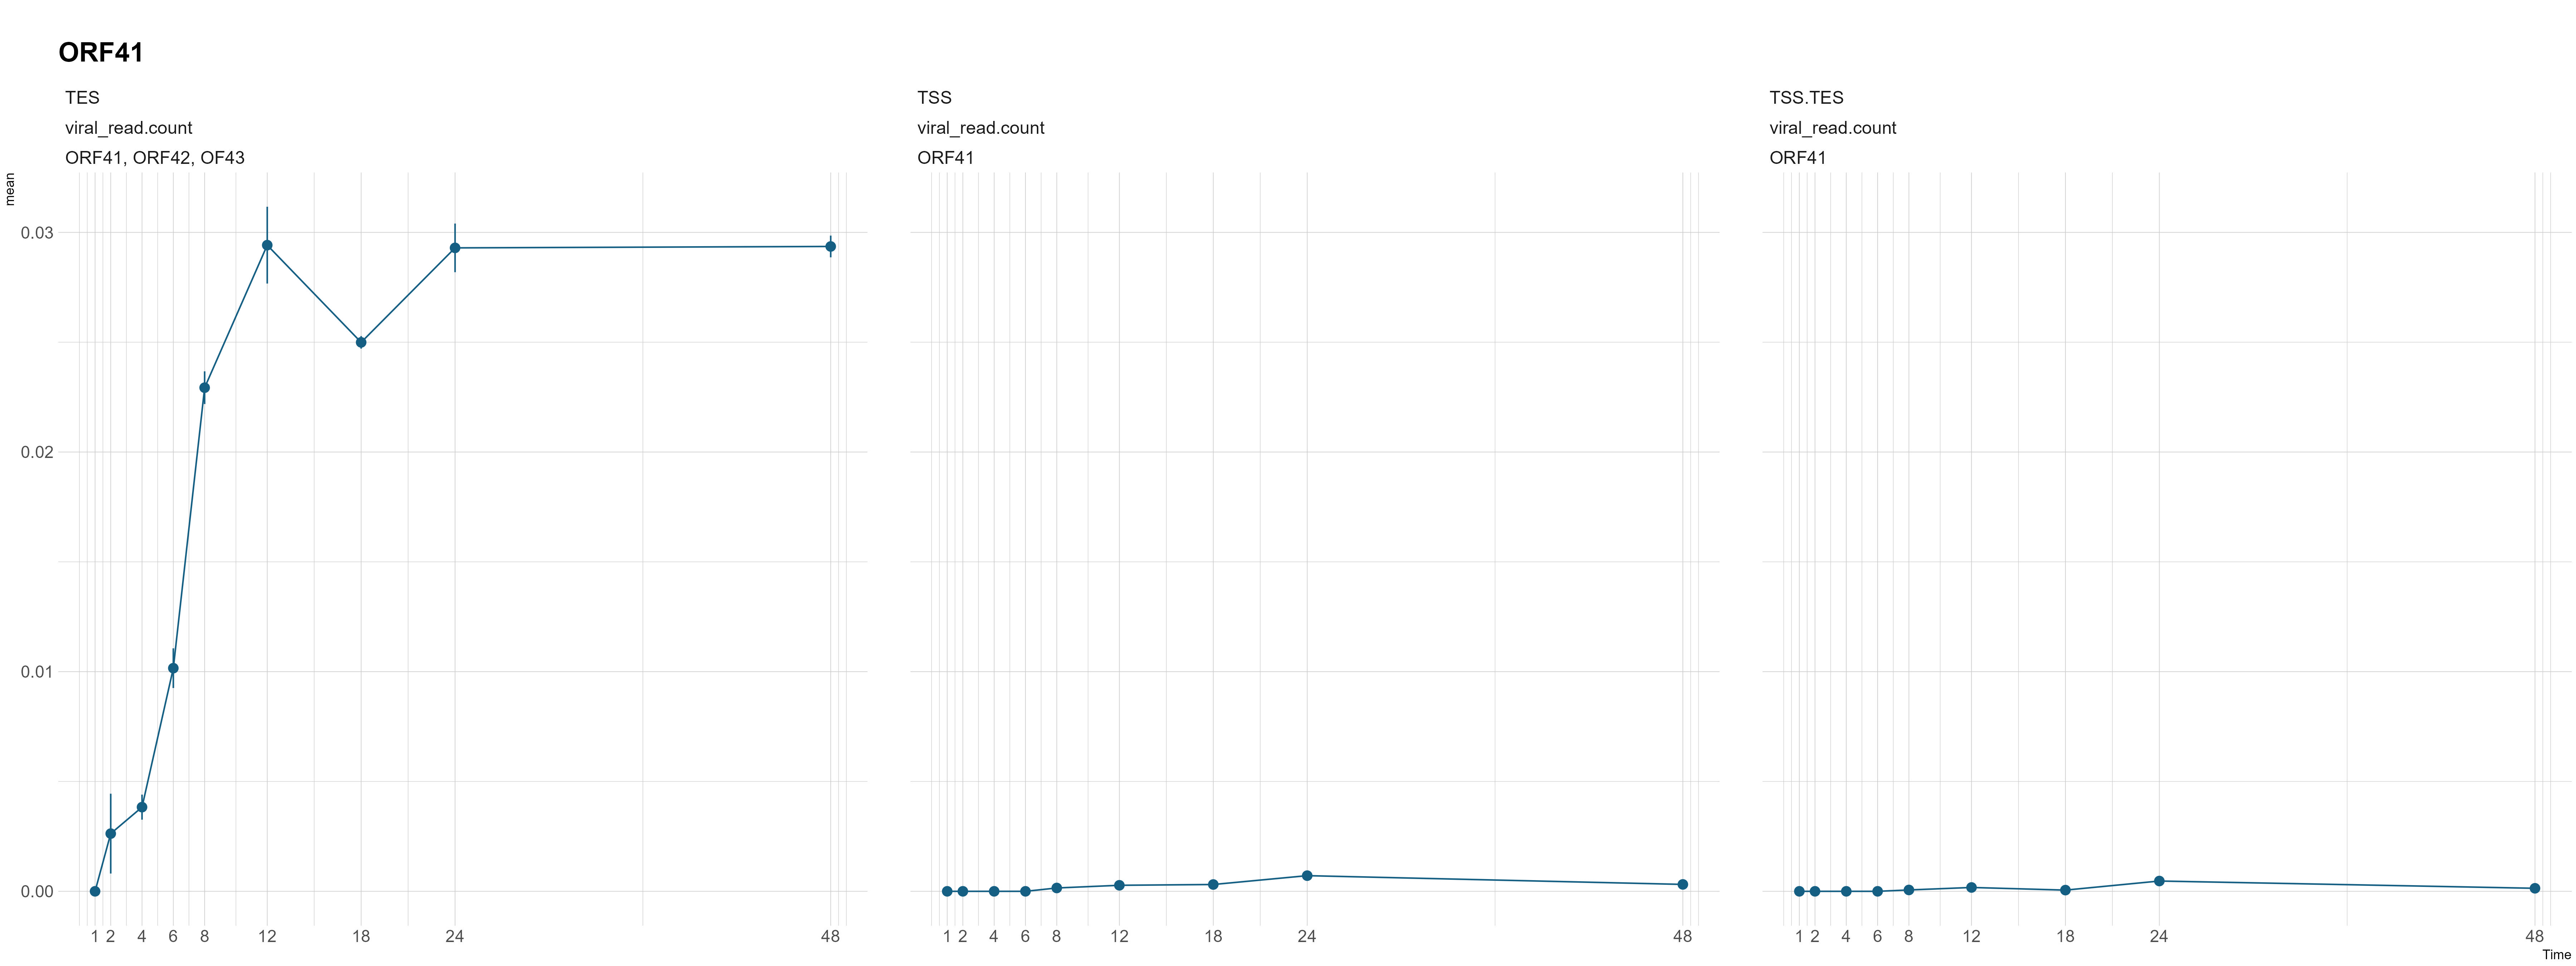 ORF41
TES
viral_read.count
ORF41, ORF42, OF43
TSS
viral_read.count
ORF41
TSS.TES
viral_read.count
ORF41
mean
0.03
0.02
0.01
0.00
1 2 4 6 8 12 18 24 48
1 2 4 6 8 12 18 24 48
1 2 4 6 8 12 18 24 48
Time